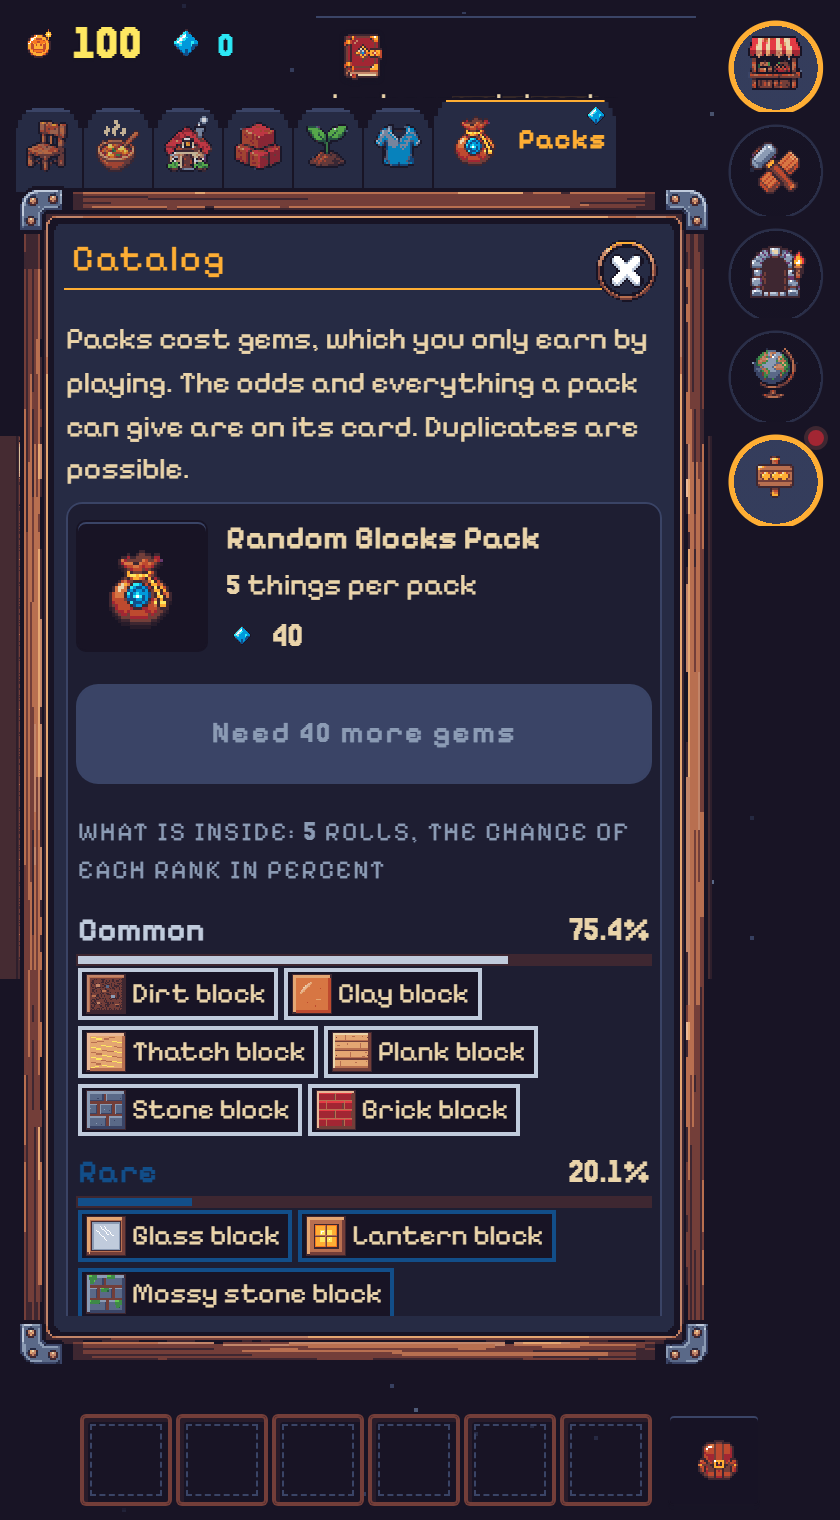 100
0
Packs
Catalog
Packs cost gems, which you only earn by
playing. The odds and everything a pack
can give are on its card. Duplicates are
possible.
Random Blocks Pack
5 things per pack
40
Need 40 more gems
WHAT IS INSIDE: 5 ROLLS, THE CHANCE OF
EACH RANK IN PERCENT
Common 75.4%
Dirt block Clay block
Thatch block Plank block
Stone block Brick block
Rare 20.1%
Glass block Lantern block
Mossy stone block